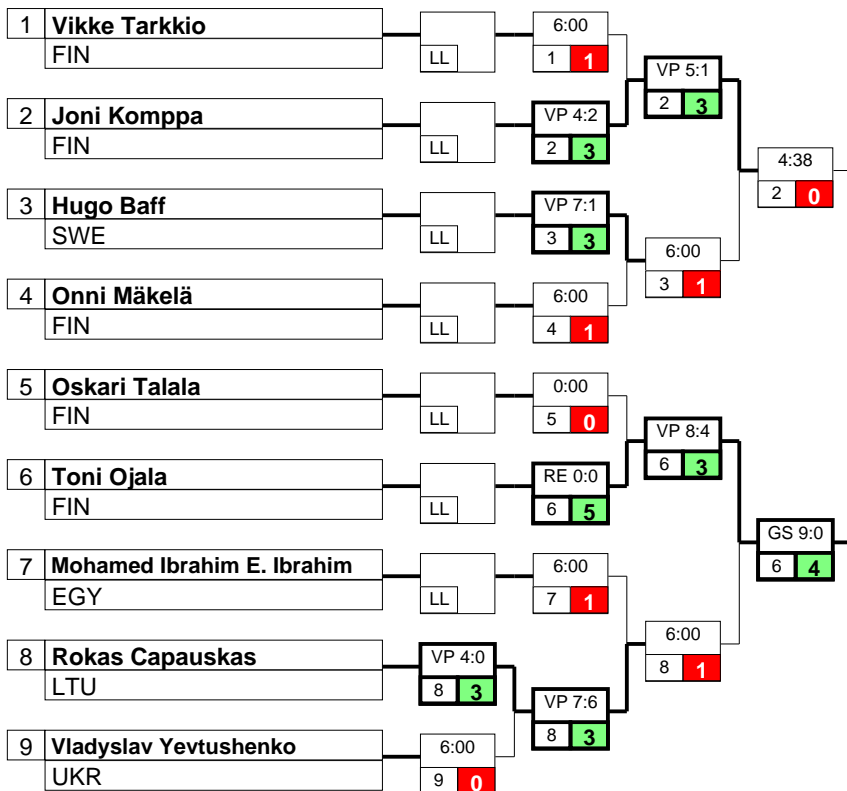 1 Vikke Tarkkio
FIN
LL
6:00
1 1
VP 5:1
2 3
2 Joni Komppa
FIN
LL
VP 4:2
2 3
4:38
2 0
3 Hugo Baff
SWE
LL
VP 7:1
3 3
6:00
3 1
4 Onni Mäkelä
FIN
LL
6:00
4 1
5 Oskari Talala
FIN
LL
0:00
5 0
VP 8:4
6 3
6 Toni Ojala
FIN
LL
RE 0:0
6 5
GS 9:0
6 4
7 Mohamed Ibrahim E. Ibrahim
EGY
LL
6:00
7 1
6:00
8 1
8 Rokas Capauskas
LTU
VP 4:0
8 3
VP 7:6
8 3
9 Vladyslav Yevtushenko
UKR
6:00
9 0